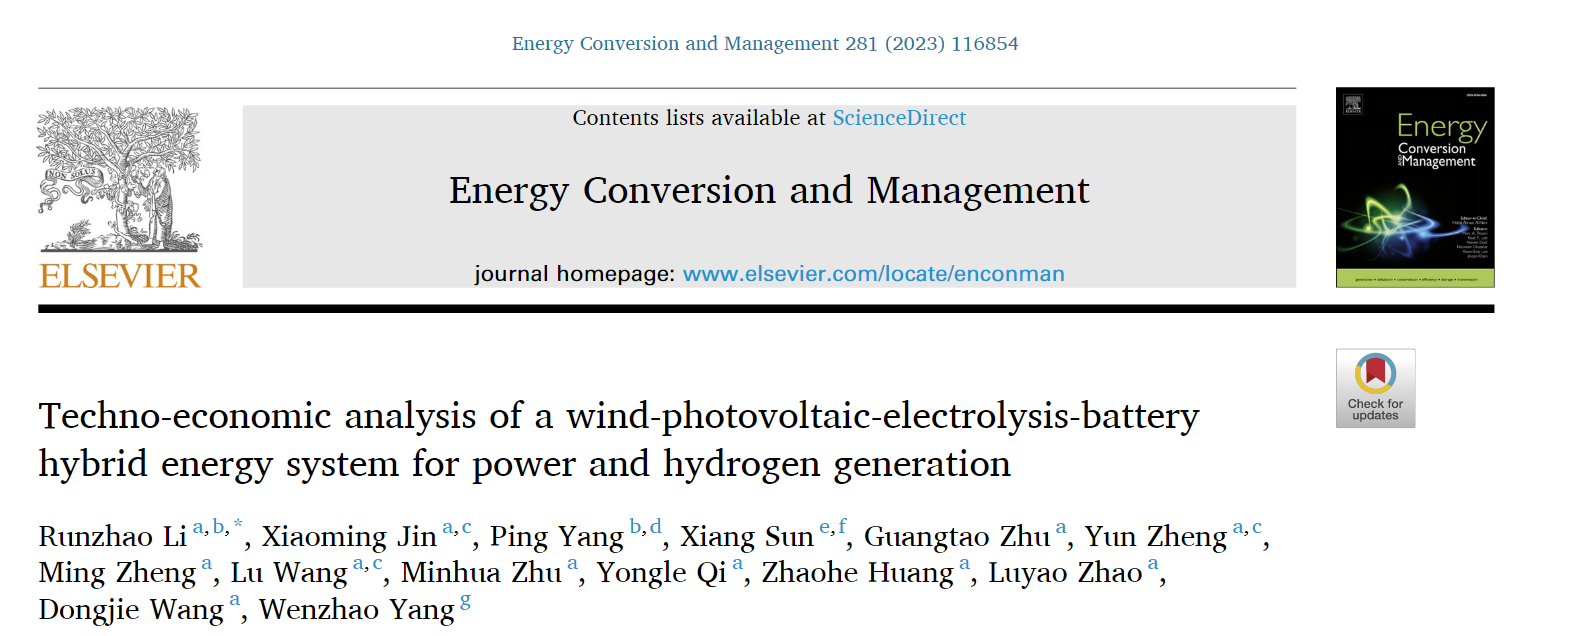 Energy Conversion and Management 281 (2023) 116854
Contents lists available at ScienceDirect
Energy Conversion and Management
journal homepage: www.elsevier.com/locate/enconman
NON SOLUS
ELSEVIER
Energy
Conversion
AND
Management
Editor-in-Chief:
Editors:
Check for
updates
Techno-economic analysis of a wind-photovoltaic-electrolysis-battery
hybrid energy system for power and hydrogen generation
Runzhao Li a,b,*, Xiaoming Jin a,c, Ping Yang b,d, Xiang Sun e,f, Guangtao Zhu a, Yun Zheng a,c,
Ming Zheng a, Lu Wang a,c, Minhua Zhu a, Yongle Qi a, Zhaohe Huang a, Luyao Zhao a,
Dongjie Wang a, Wenzhao Yang g